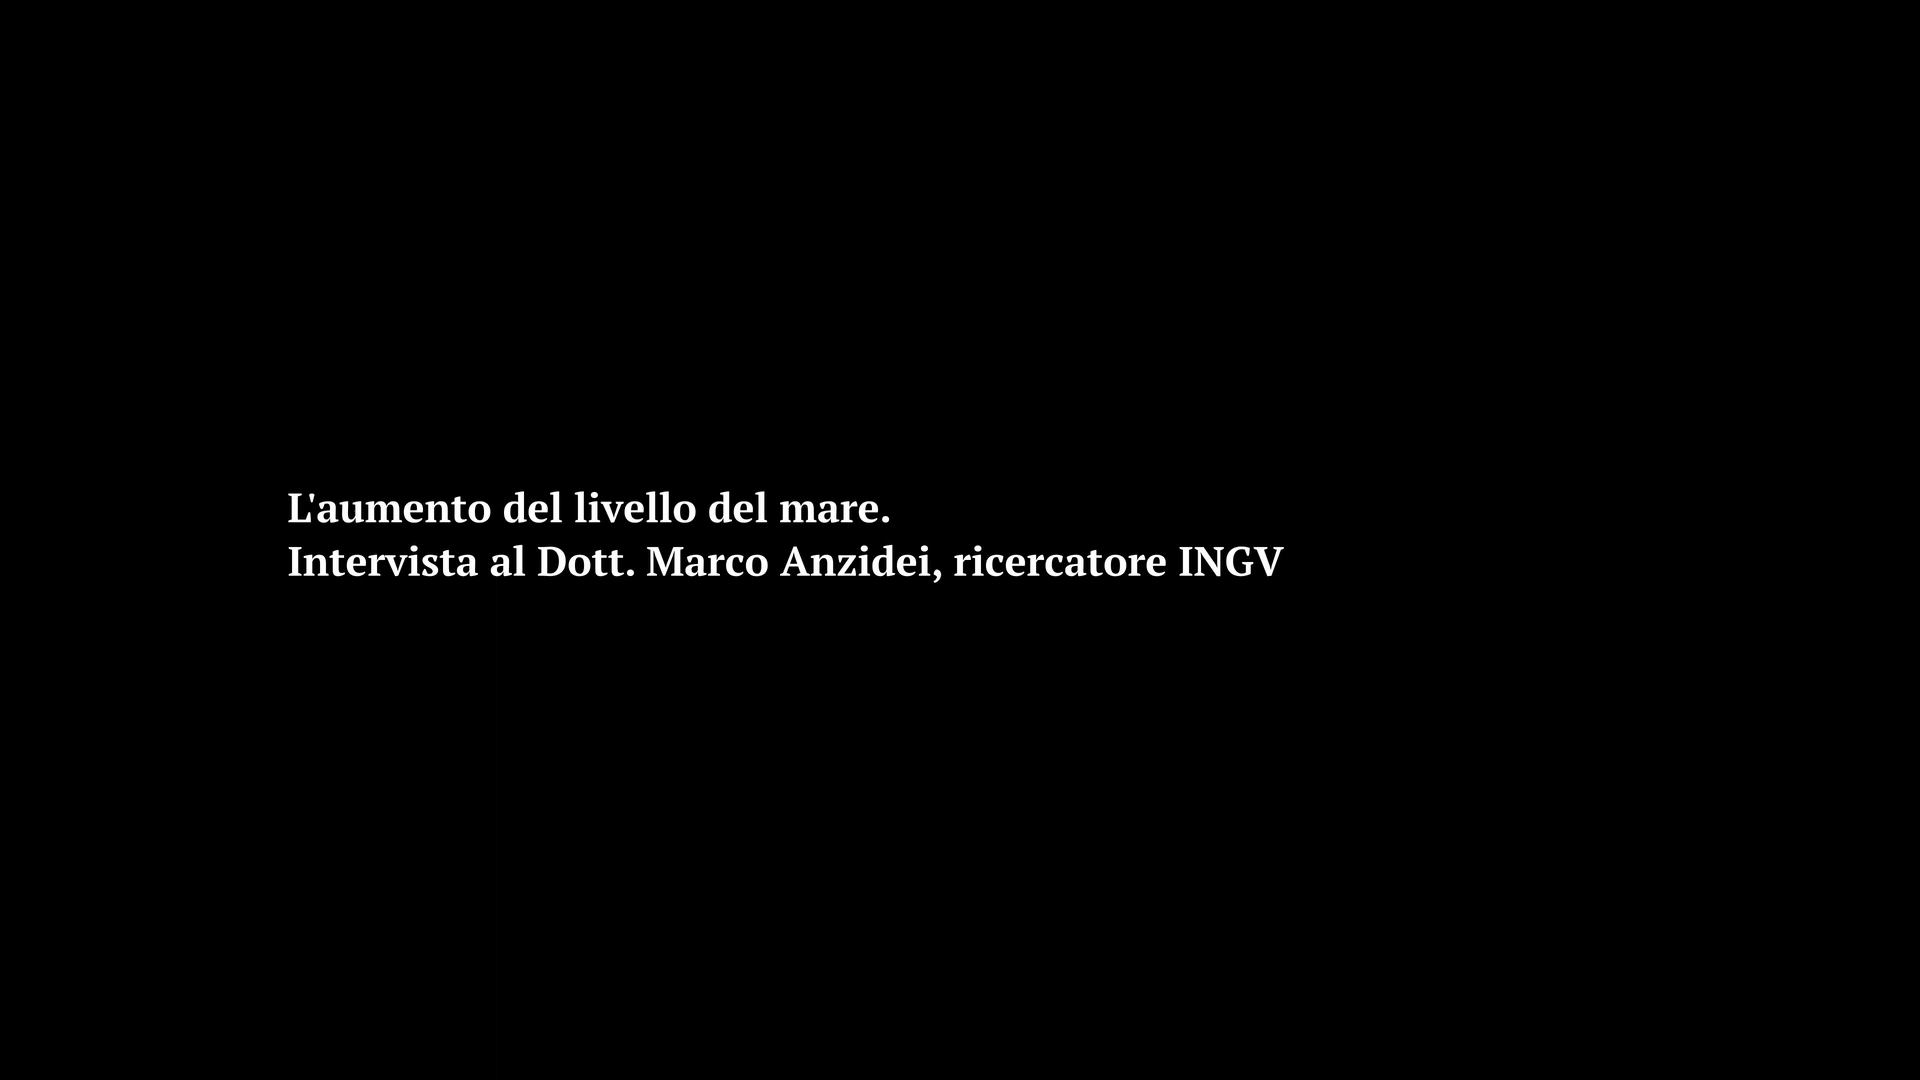 L'aumento del livello del mare.
Intervista al Dott. Marco Anzidei, ricercatore INGV